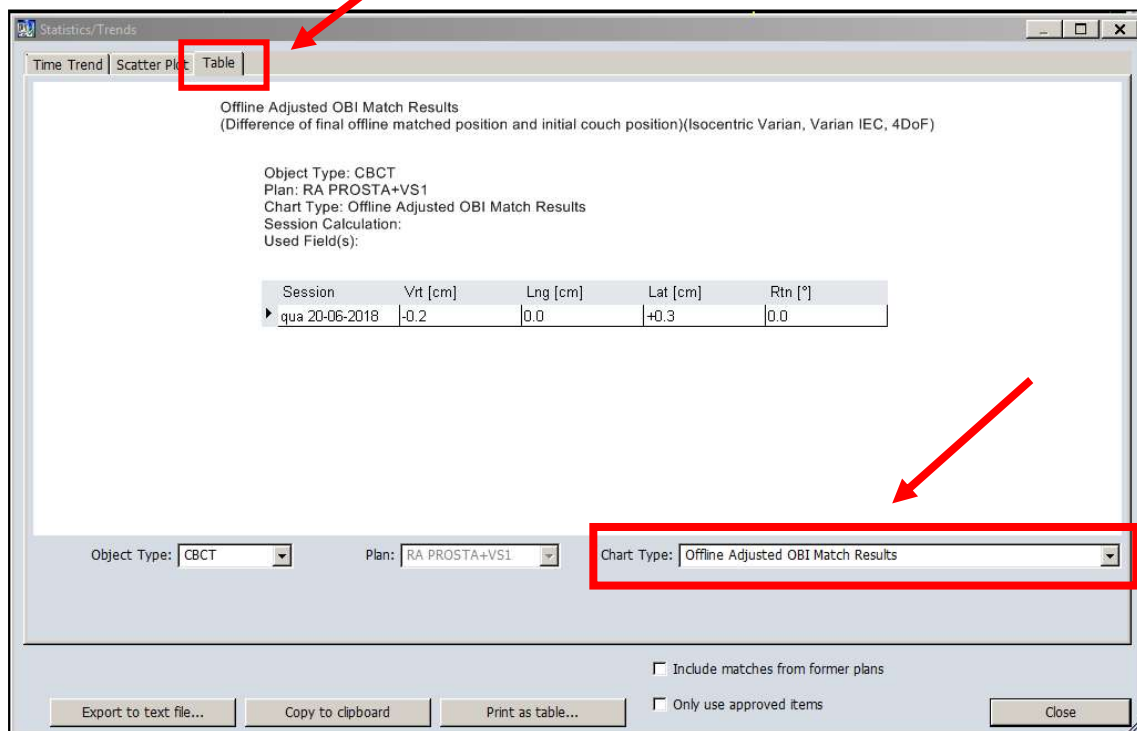 Statistics/Trends
Time Trend Scatter Plot Table
Offline Adjusted OBI Match Results
(Difference of final offline matched position and initial couch position)(Isocentric Varian, Varian IEC, 4DoF)
Object Type: CBCT
Plan: RA PROSTA+VS1
Chart Type: Offline Adjusted OBI Match Results
Session Calculation:
Used Field(s):
Session Vrt [cm] Lng [cm] Lat [cm] Rtn [°]
qua 20-06-2018 -0.2 0.0 +0.3 0.0
Object Type: CBCT Plan: RA PROSTA+VS1 Chart Type: Offline Adjusted OBI Match Results
Include matches from former plans
Only use approved items
Export to text file... Copy to clipboard Print as table... Close